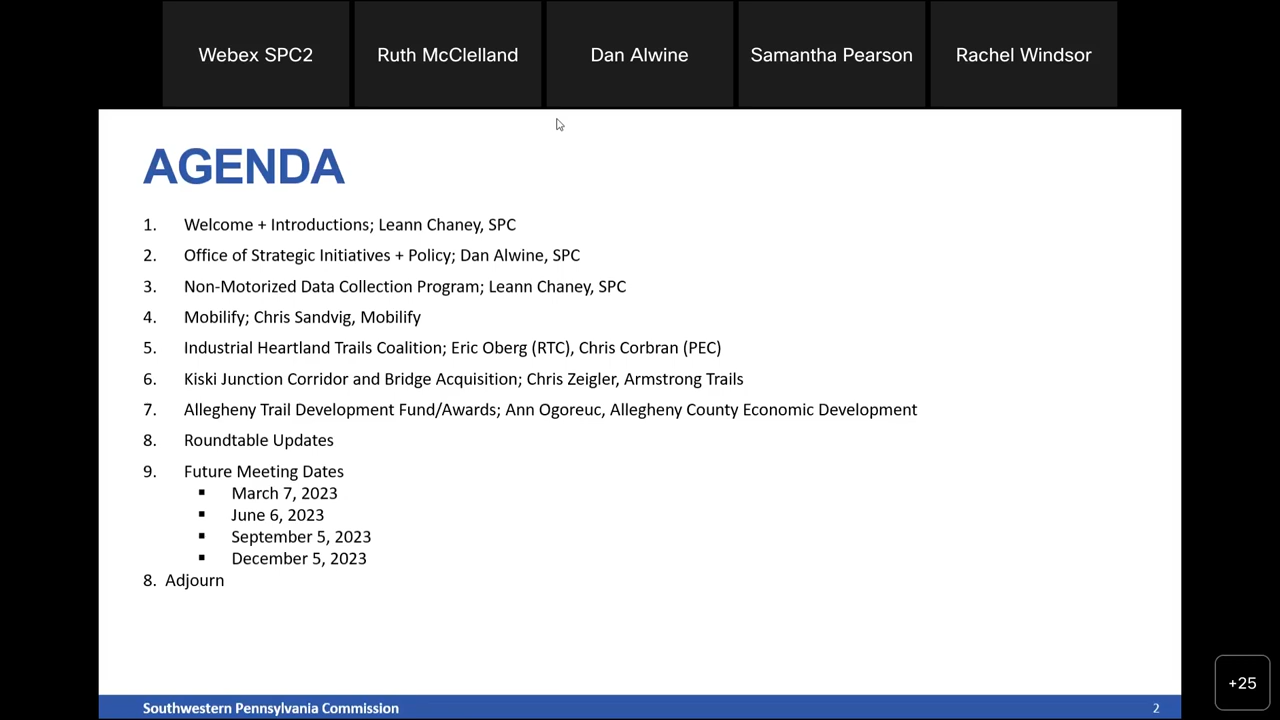 Webex SPC2
Ruth McClelland
Dan Alwine
Samantha Pearson
Rachel Windsor
AGENDA
1. Welcome + Introductions; Leann Chaney, SPC
2. Office of Strategic Initiatives + Policy; Dan Alwine, SPC
3. Non-Motorized Data Collection Program; Leann Chaney, SPC
4. Mobilify; Chris Sandvig, Mobilify
5. Industrial Heartland Trails Coalition; Eric Oberg (RTC), Chris Corbran (PEC)
6. Kiski Junction Corridor and Bridge Acquisition; Chris Zeigler, Armstrong Trails
7. Allegheny Trail Development Fund/Awards; Ann Ogoreuc, Allegheny County Economic Development
8. Roundtable Updates
9. Future Meeting Dates
▪ March 7, 2023
▪ June 6, 2023
▪ September 5, 2023
▪ December 5, 2023
8. Adjourn
Southwestern Pennsylvania Commission
2
+25